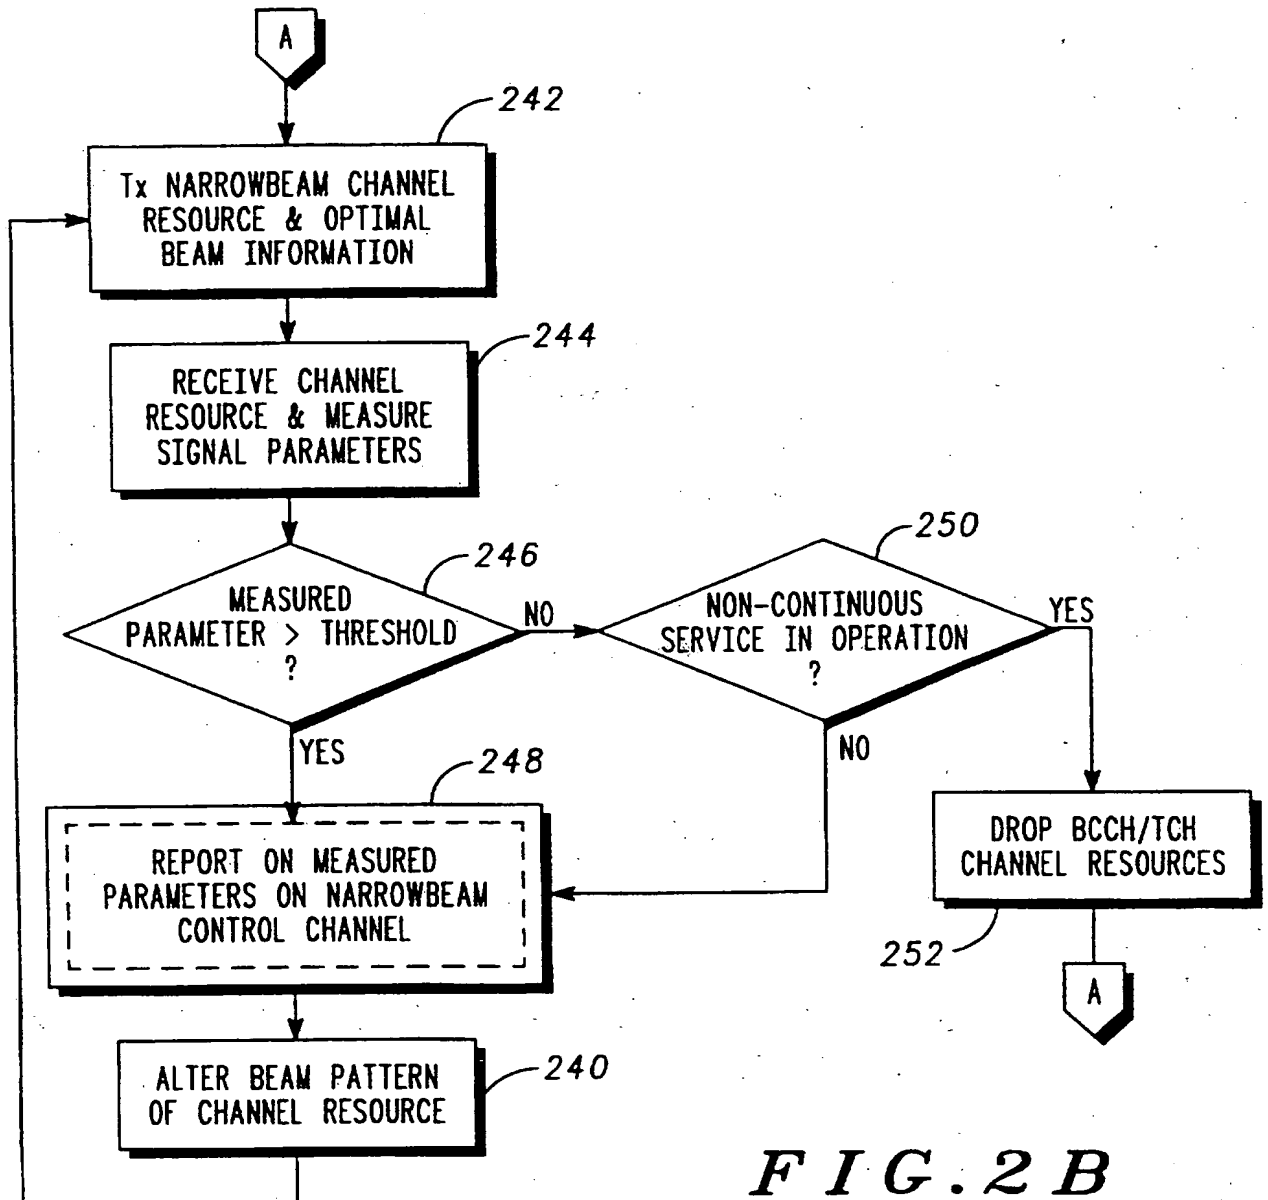 A
242
Tx NARROWBEAM CHANNEL
RESOURCE & OPTIMAL
BEAM INFORMATION
244
RECEIVE CHANNEL
RESOURCE & MEASURE
SIGNAL PARAMETERS
246
MEASURED
PARAMETER > THRESHOLD
?
NO
YES
250
NON-CONTINUOUS
SERVICE IN OPERATION
?
YES
NO
248
REPORT ON MEASURED
PARAMETERS ON NARROWBEAM
CONTROL CHANNEL
DROP BCCH/TCH
CHANNEL RESOURCES
252
A
ALTER BEAM PATTERN
OF CHANNEL RESOURCE
240
FIG.2B